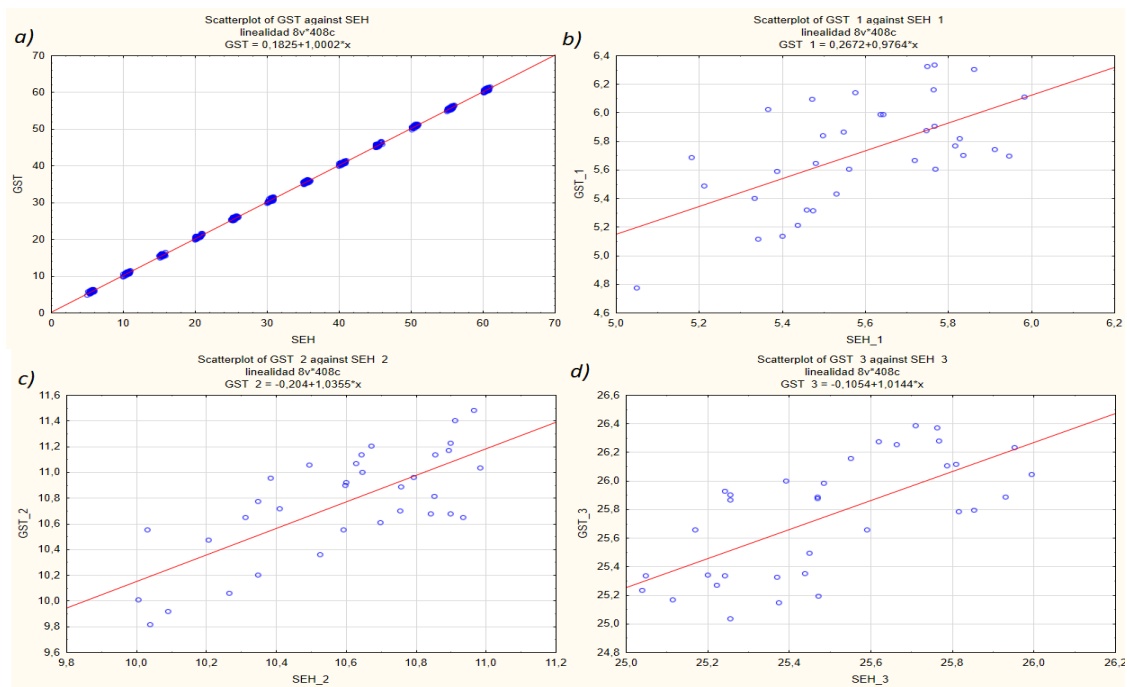 a)
Scatterplot of GST against SEH
linealidad 8v*408c
GST = 0,1825+1,0002*x
70
60
50
40
30
20
10
0
GST
0 10 20 30 40 50 60 70
SEH
b)
Scatterplot of GST 1 against SEH 1
linealidad 8v*408c
GST 1 = 0,2672+0,9764*x
6,4
6,2
6,0
5,8
5,6
5,4
5,2
5,0
4,8
4,6
GST_1
5,0 5,2 5,4 5,6 5,8 6,0 6,2
SEH_1
c)
Scatterplot of GST 2 against SEH 2
linealidad 8v*408c
GST 2 = -0,204+1,0355*x
11,6
11,4
11,2
11,0
10,8
10,6
10,4
10,2
10,0
9,8
9,6
GST_2
9,8 10,0 10,2 10,4 10,6 10,8 11,0 11,2
SEH_2
d)
Scatterplot of GST 3 against SEH 3
linealidad 8v*408c
GST 3 = -0,1054+1,0144*x
26,6
26,4
26,2
26,0
25,8
25,6
25,4
25,2
25,0
24,8
GST_3
25,0 25,2 25,4 25,6 25,8 26,0 26,2
SEH_3